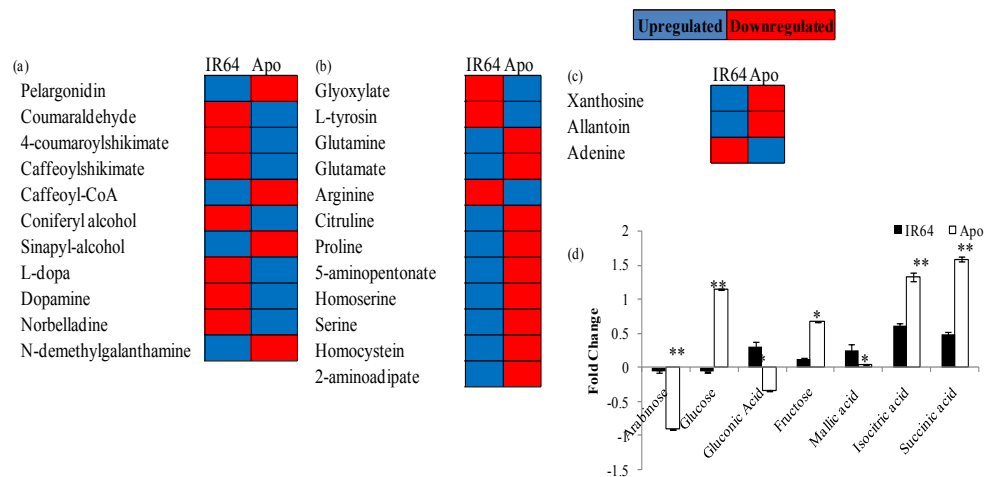 Upregulated Downregulated
(a)
IR64 Apo
Pelargonidin
Coumaraldehyde
4-coumaroylshikimate
Caffeoylshikimate
Caffeoyl-CoA
Coniferyl alcohol
Sinapyl-alcohol
L-dopa
Dopamine
Norbelladine
N-demethylgalanthamine
(b)
IR64 Apo
Glyoxylate
L-tyrosin
Glutamine
Glutamate
Arginine
Citruline
Proline
5-aminopentonate
Homoserine
Serine
Homocystein
2-aminoadipate
(c)
IR64 Apo
Xanthosine
Allantoin
Adenine
(d)
IR64 Apo
Fold Change
2
1.5
1
0.5
0
-0.5
-1
-1.5
** ** * * * ** **
Arabinose
Glucose
Gluconic Acid
Fructose
Mallic acid
Isocitric acid
Succinic acid